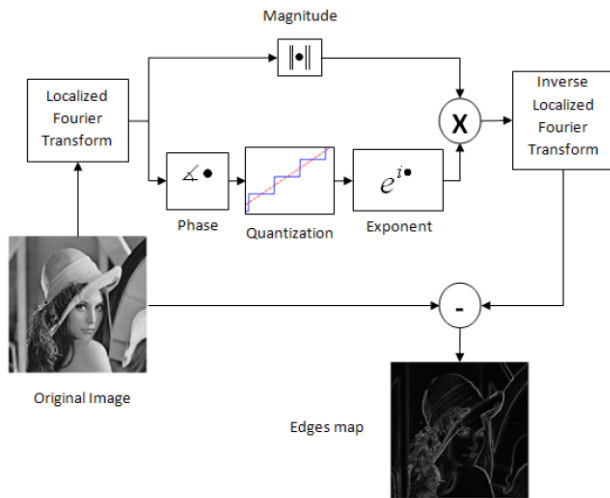 Magnitude
‖●‖
Localized
Fourier
Transform
X
Inverse
Localized
Fourier
Transform
∡●
e^{i●}
Phase
Quantization
Exponent
-
Original Image
Edges map